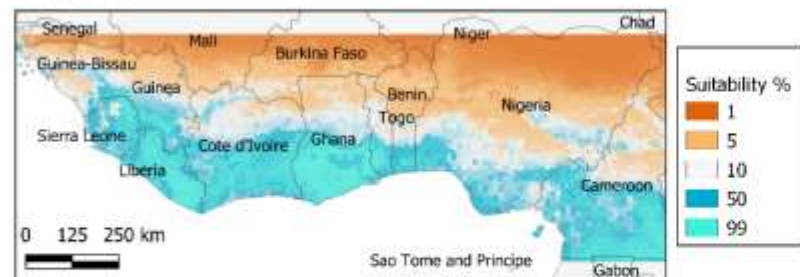 Senegal
Mali
Niger
Chad
Burkina Faso
Guinea-Bissau
Guinea
Benin
Nigeria
Togo
Sierra Leone
Cote d'Ivoire
Ghana
Liberia
Cameroon
0 125 250 km
Sao Tome and Principe
Gabon
Suitability %
1
5
10
50
99